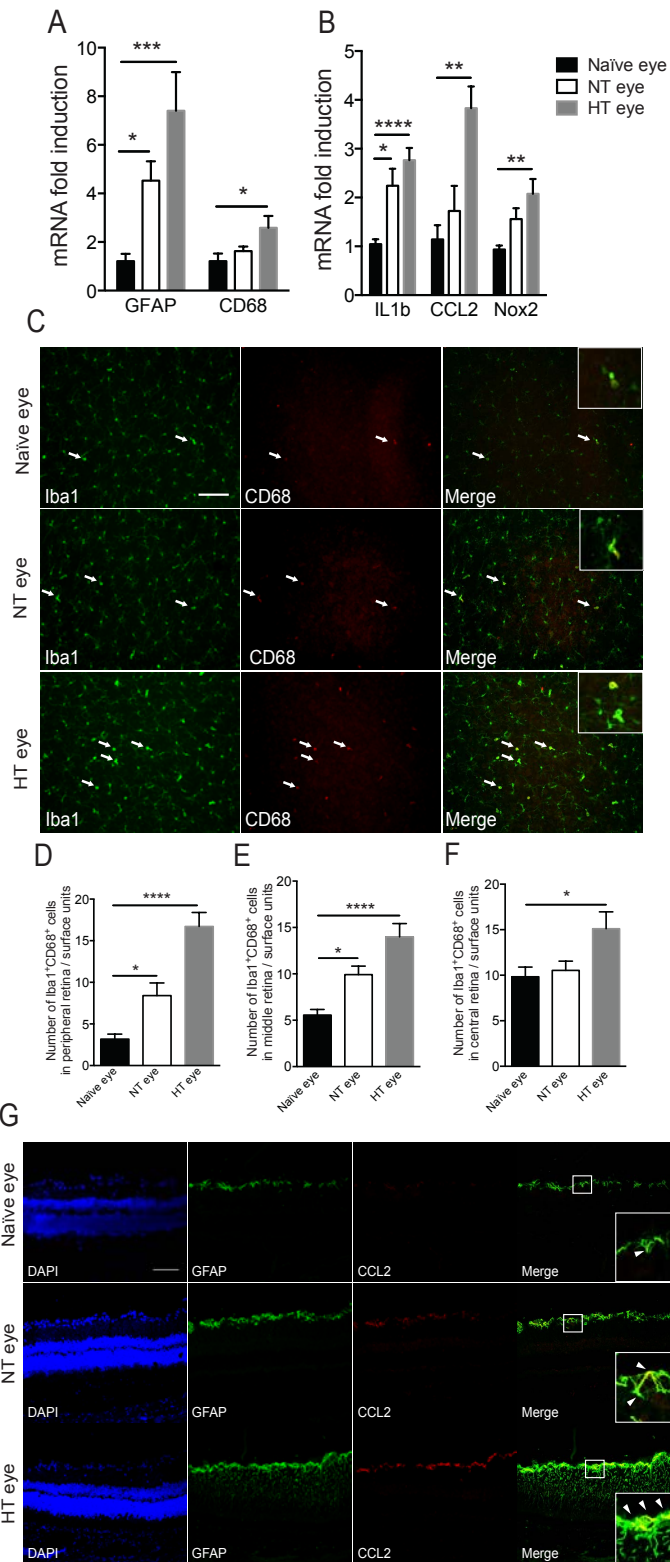 A
mRNA fold induction
10
8
6
4
2
0
***
*
*
GFAP
CD68
B
mRNA fold induction
5
4
3
2
1
0
****
*
**
**
IL1b
CCL2
Nox2
Naïve eye
NT eye
HT eye
C
Naïve eye
Iba1
CD68
Merge
NT eye
Iba1
CD68
Merge
HT eye
Iba1
CD68
Merge
D
Number of Iba1⁺CD68⁺ cells
in peripheral retina / surface units
20
15
10
5
0
****
*
Naïve eye
NT eye
HT eye
E
Number of Iba1⁺CD68⁺ cells
in middle retina / surface units
20
15
10
5
0
****
*
Naïve eye
NT eye
HT eye
F
Number of Iba1⁺CD68⁺ cells
in central retina / surface units
20
15
10
5
0
*
Naïve eye
NT eye
HT eye
G
Naïve eye
DAPI
GFAP
CCL2
Merge
NT eye
DAPI
GFAP
CCL2
Merge
HT eye
DAPI
GFAP
CCL2
Merge